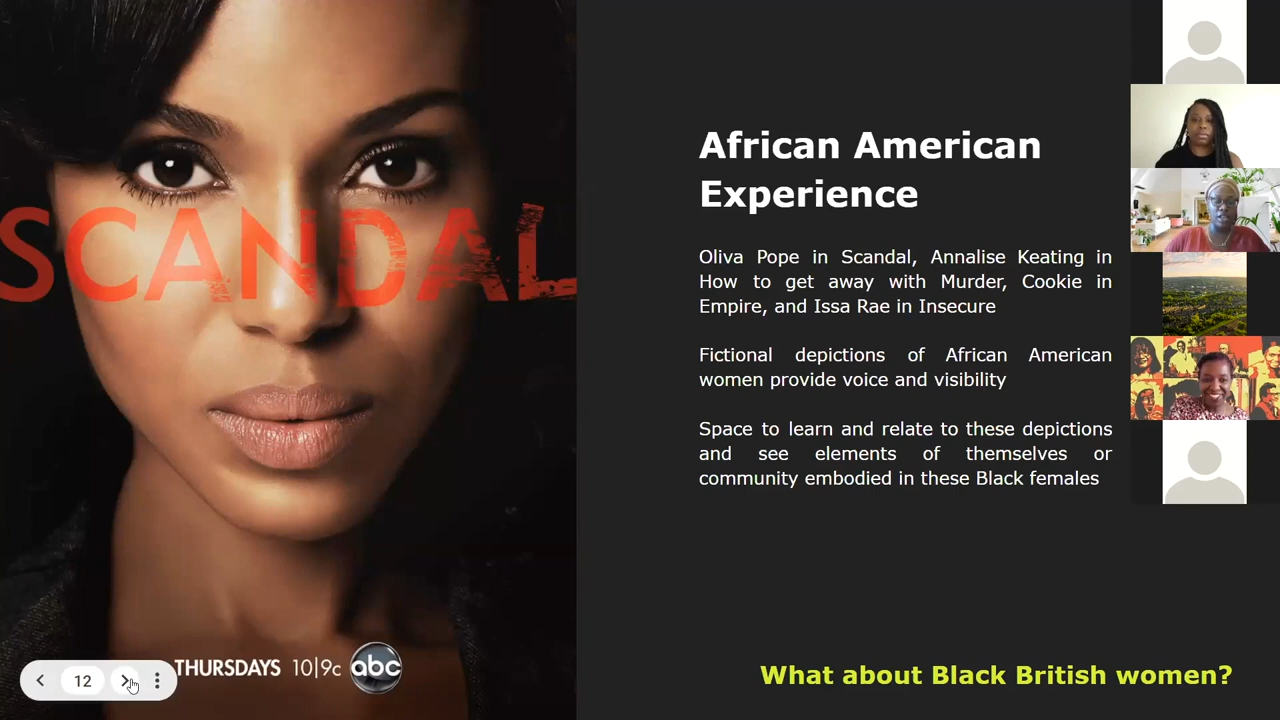 SCANDAL
THURSDAYS 10|9c abc
12
African American
Experience
Oliva Pope in Scandal, Annalise Keating in
How to get away with Murder, Cookie in
Empire, and Issa Rae in Insecure
Fictional depictions of African American
women provide voice and visibility
Space to learn and relate to these depictions
and see elements of themselves or
community embodied in these Black females
What about Black British women?